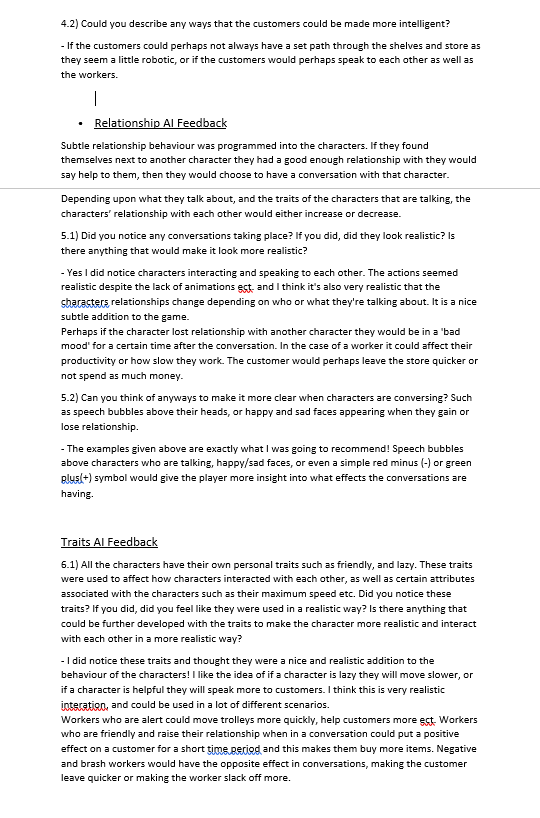 4.2) Could you describe any ways that the customers could be made more intelligent?
- If the customers could perhaps not always have a set path through the shelves and store as
they seem a little robotic, or if the customers would perhaps speak to each other as well as
the workers.
• Relationship AI Feedback
Subtle relationship behaviour was programmed into the characters. If they found
themselves next to another character they had a good enough relationship with they would
say help to them, then they would choose to have a conversation with that character.
Depending upon what they talk about, and the traits of the characters that are talking, the
characters' relationship with each other would either increase or decrease.
5.1) Did you notice any conversations taking place? If you did, did they look realistic? Is
there anything that would make it look more realistic?
- Yes I did notice characters interacting and speaking to each other. The actions seemed
realistic despite the lack of animations ect, and I think it's also very realistic that the
characters relationships change depending on who or what they're talking about. It is a nice
subtle addition to the game.
Perhaps if the character lost relationship with another character they would be in a 'bad
mood' for a certain time after the conversation. In the case of a worker it could affect their
productivity or how slow they work. The customer would perhaps leave the store quicker or
not spend as much money.
5.2) Can you think of anyways to make it more clear when characters are conversing? Such
as speech bubbles above their heads, or happy and sad faces appearing when they gain or
lose relationship.
- The examples given above are exactly what I was going to recommend! Speech bubbles
above characters who are talking, happy/sad faces, or even a simple red minus (-) or green
plus(+) symbol would give the player more insight into what effects the conversations are
having.
Traits AI Feedback
6.1) All the characters have their own personal traits such as friendly, and lazy. These traits
were used to affect how characters interacted with each other, as well as certain attributes
associated with the characters such as their maximum speed etc. Did you notice these
traits? If you did, did you feel like they were used in a realistic way? Is there anything that
could be further developed with the traits to make the character more realistic and interact
with each other in a more realistic way?
- I did notice these traits and thought they were a nice and realistic addition to the
behaviour of the characters! I like the idea of if a character is lazy they will move slower, or
if a character is helpful they will speak more to customers. I think this is very realistic
interation, and could be used in a lot of different scenarios.
Workers who are alert could move trolleys more quickly, help customers more ect. Workers
who are friendly and raise their relationship when in a conversation could put a positive
effect on a customer for a short time period and this makes them buy more items. Negative
and brash workers would have the opposite effect in conversations, making the customer
leave quicker or making the worker slack off more.